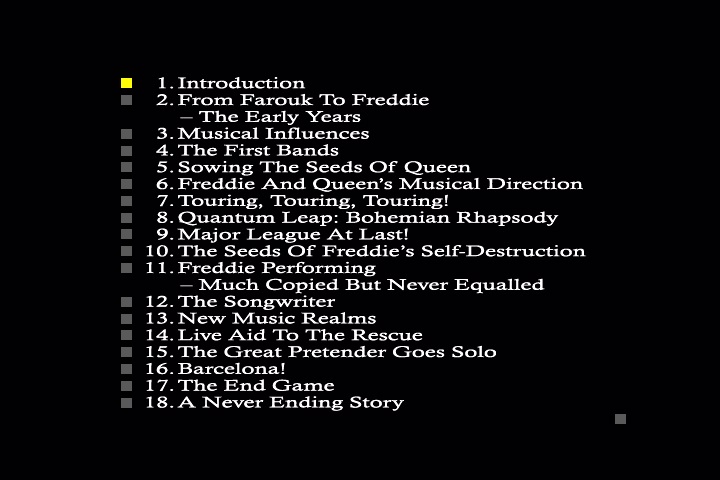 1. Introduction
2. From Farouk To Freddie
– The Early Years
3. Musical Influences
4. The First Bands
5. Sowing The Seeds Of Queen
6. Freddie And Queen's Musical Direction
7. Touring, Touring, Touring!
8. Quantum Leap: Bohemian Rhapsody
9. Major League At Last!
10. The Seeds Of Freddie's Self-Destruction
11. Freddie Performing
– Much Copied But Never Equalled
12. The Songwriter
13. New Music Realms
14. Live Aid To The Rescue
15. The Great Pretender Goes Solo
16. Barcelona!
17. The End Game
18. A Never Ending Story